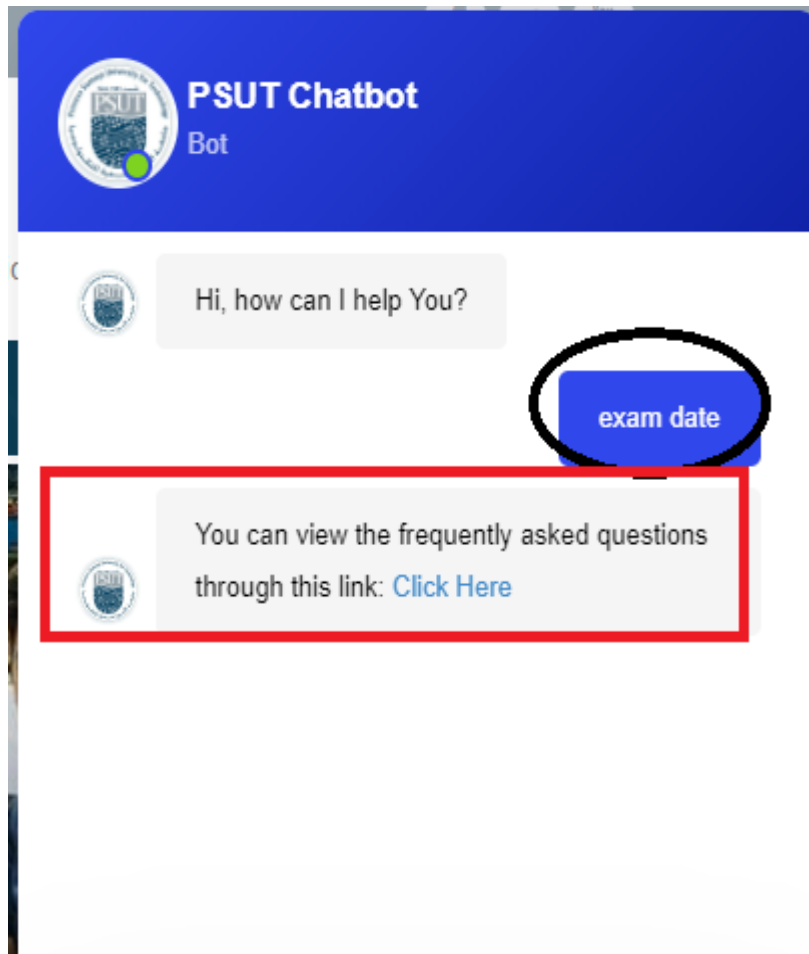 PSUT Chatbot
Bot
Hi, how can I help You?
exam date
You can view the frequently asked questions
through this link: Click Here